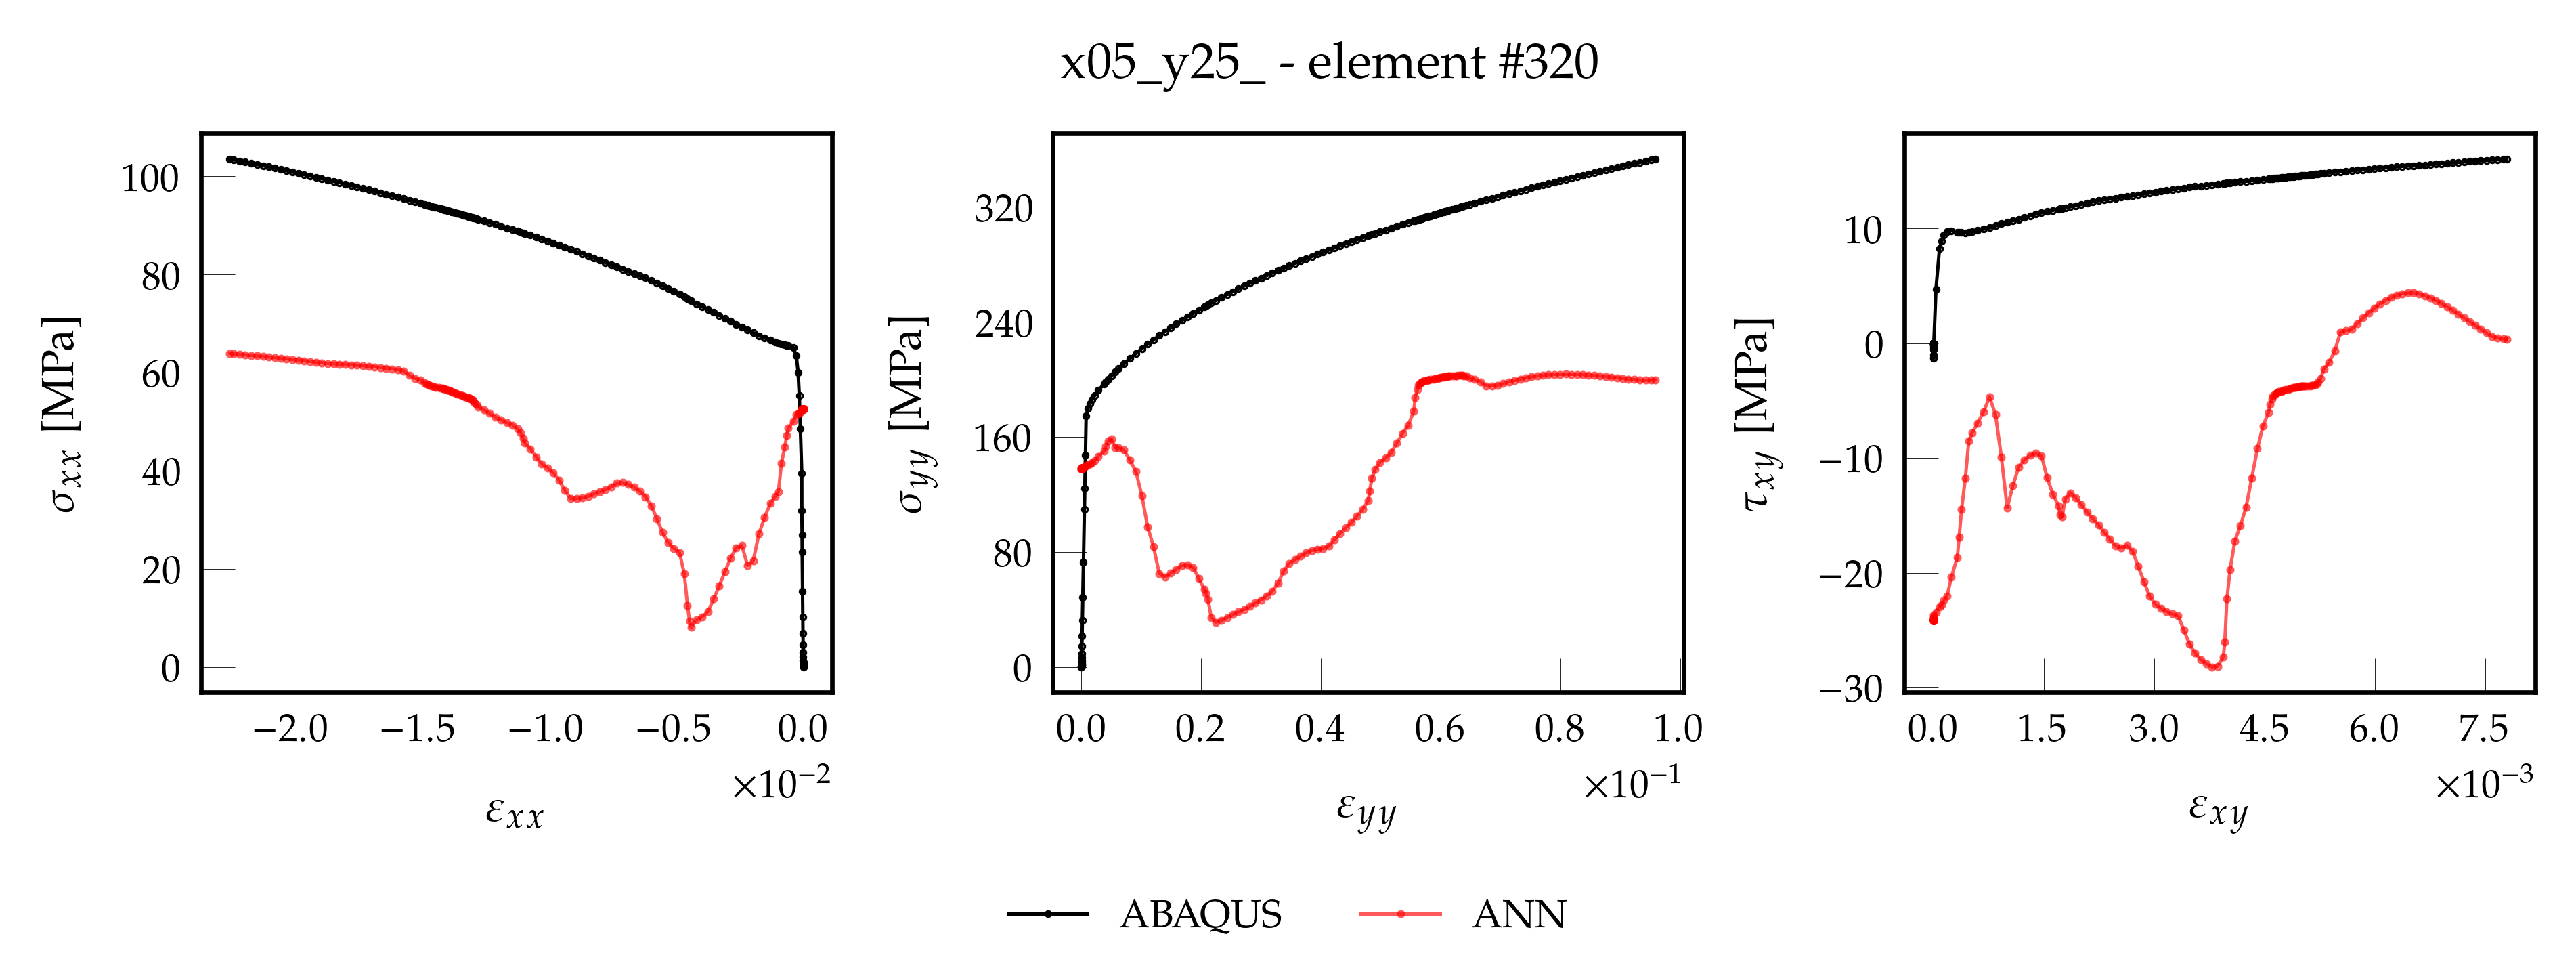 x05_y25_ - element #320
100
80
60
40
20
0
σxx [MPa]
−2.0 −1.5 −1.0 −0.5 0.0
×10−2
εxx
320
240
160
80
0
σyy [MPa]
0.0 0.2 0.4 0.6 0.8 1.0
×10−1
εyy
10
0
−10
−20
−30
τxy [MPa]
0.0 1.5 3.0 4.5 6.0 7.5
×10−3
εxy
ABAQUS ANN